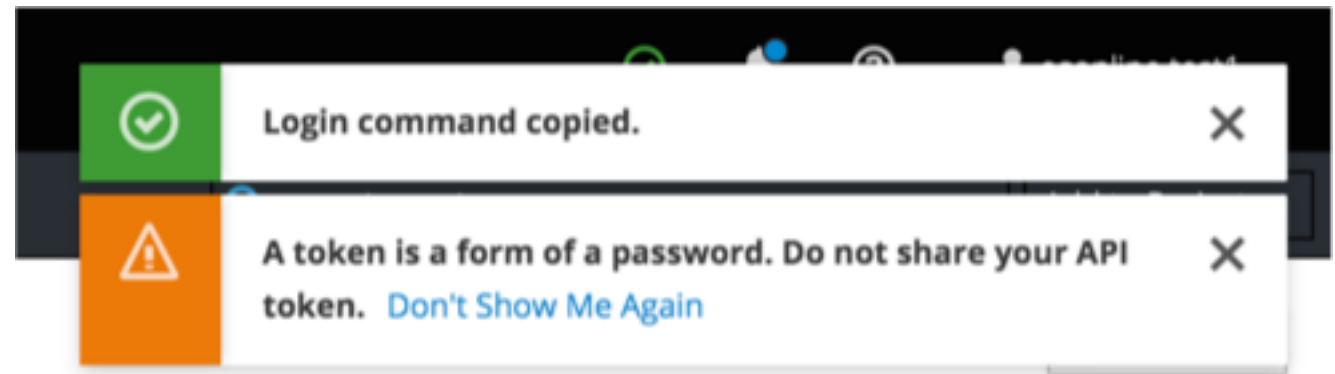 Login command copied.
A token is a form of a password. Do not share your API
token. Don't Show Me Again